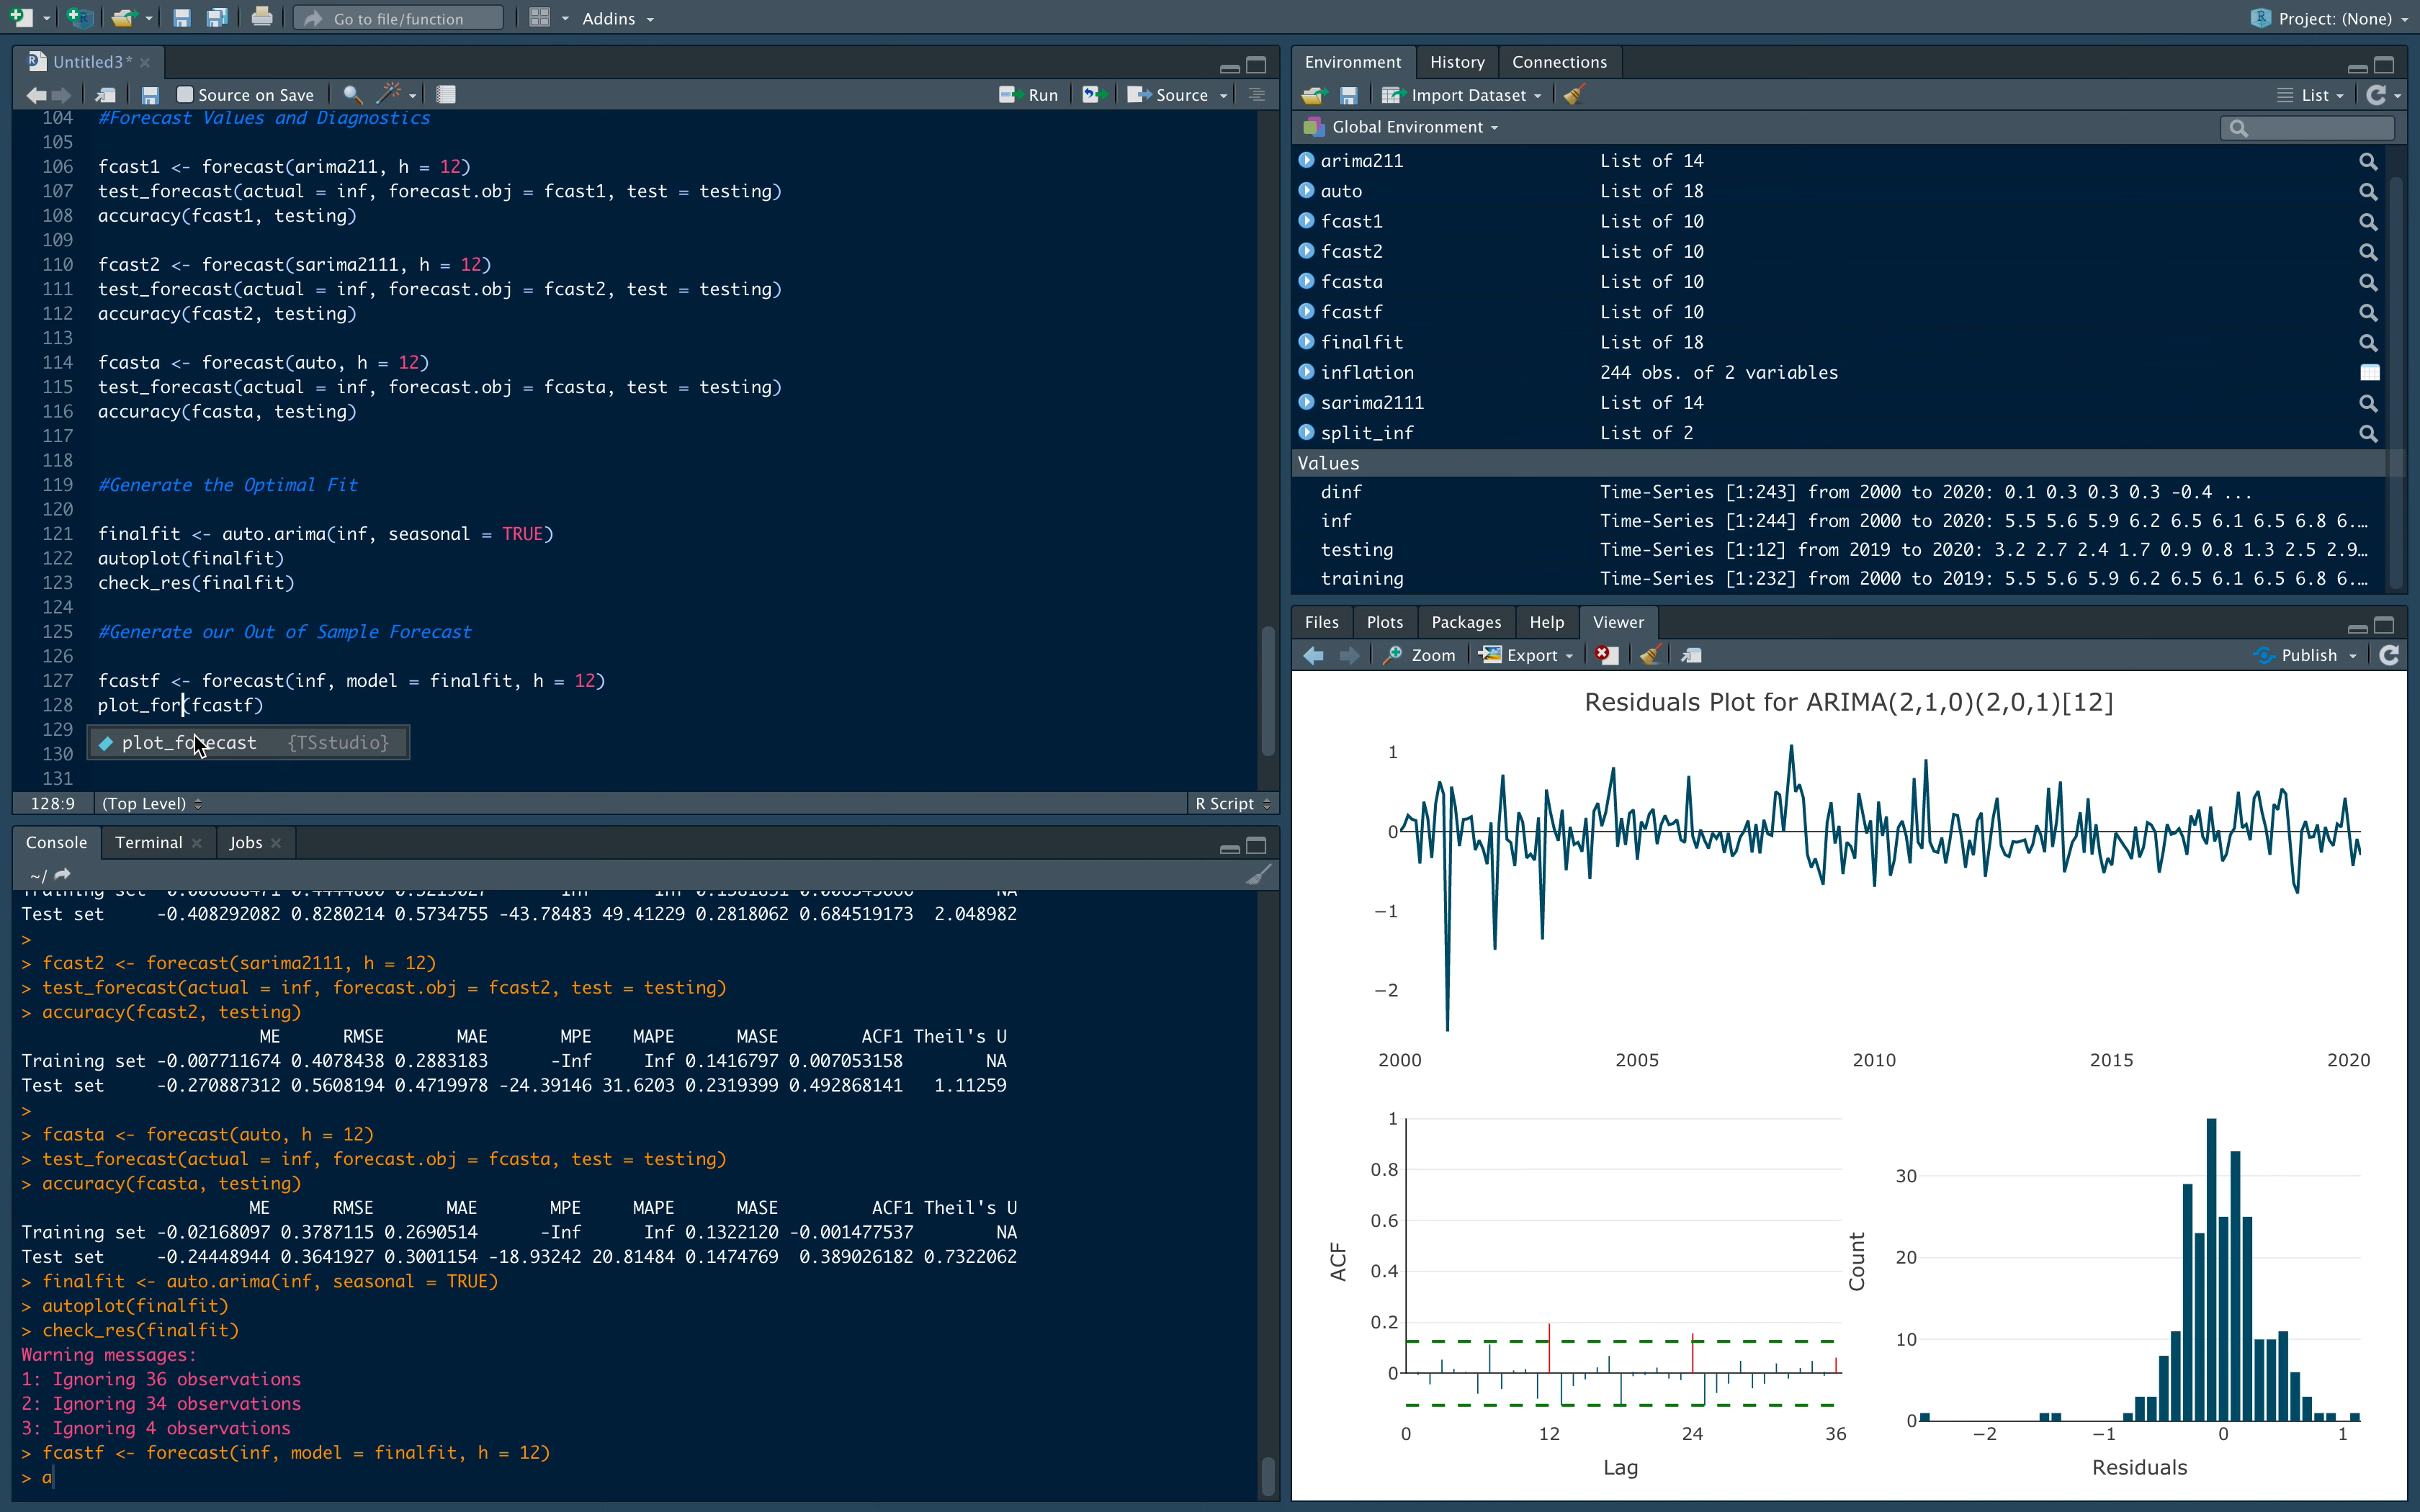 Go to file/function
Addins
Project: (None)
Untitled3*
Source on Save
Run
Source
104 #Forecast Values and Diagnostics
105
106 fcast1 <- forecast(arima211, h = 12)
107 test_forecast(actual = inf, forecast.obj = fcast1, test = testing)
108 accuracy(fcast1, testing)
109
110 fcast2 <- forecast(sarima2111, h = 12)
111 test_forecast(actual = inf, forecast.obj = fcast2, test = testing)
112 accuracy(fcast2, testing)
113
114 fcasta <- forecast(auto, h = 12)
115 test_forecast(actual = inf, forecast.obj = fcasta, test = testing)
116 accuracy(fcasta, testing)
117
118
119 #Generate the Optimal Fit
120
121 finalfit <- auto.arima(inf, seasonal = TRUE)
122 autoplot(finalfit)
123 check_res(finalfit)
124
125 #Generate our Out of Sample Forecast
126
127 fcastf <- forecast(inf, model = finalfit, h = 12)
128 plot_for(fcastf)
129
plot_forecast {TSstudio}
130
131
128:9 (Top Level) R Script
Console Terminal Jobs
~/
Test set -0.408292082 0.8280214 0.5734755 -43.78483 49.41229 0.2818062 0.684519173 2.048982
>
> fcast2 <- forecast(sarima2111, h = 12)
> test_forecast(actual = inf, forecast.obj = fcast2, test = testing)
> accuracy(fcast2, testing)
ME RMSE MAE MPE MAPE MASE ACF1 Theil's U
Training set -0.007711674 0.4078438 0.2883183 -Inf Inf 0.1416797 0.007053158 NA
Test set -0.270887312 0.5608194 0.4719978 -24.39146 31.6203 0.2319399 0.492868141 1.11259
>
> fcasta <- forecast(auto, h = 12)
> test_forecast(actual = inf, forecast.obj = fcasta, test = testing)
> accuracy(fcasta, testing)
ME RMSE MAE MPE MAPE MASE ACF1 Theil's U
Training set -0.02168097 0.3787115 0.2690514 -Inf Inf 0.1322120 -0.001477537 NA
Test set -0.24448944 0.3641927 0.3001154 -18.93242 20.81484 0.1474769 0.389026182 0.7322062
> finalfit <- auto.arima(inf, seasonal = TRUE)
> autoplot(finalfit)
> check_res(finalfit)
Warning messages:
1: Ignoring 36 observations
2: Ignoring 34 observations
3: Ignoring 4 observations
> fcastf <- forecast(inf, model = finalfit, h = 12)
> a
Environment History Connections
Import Dataset List
Global Environment
arima211 List of 14
auto List of 18
fcast1 List of 10
fcast2 List of 10
fcasta List of 10
fcastf List of 10
finalfit List of 18
inflation 244 obs. of 2 variables
sarima2111 List of 14
split_inf List of 2
Values
dinf Time-Series [1:243] from 2000 to 2020: 0.1 0.3 0.3 0.3 -0.4 ...
inf Time-Series [1:244] from 2000 to 2020: 5.5 5.6 5.9 6.2 6.5 6.1 6.5 6.8 6.…
testing Time-Series [1:12] from 2019 to 2020: 3.2 2.7 2.4 1.7 0.9 0.8 1.3 2.5 2.9…
training Time-Series [1:232] from 2000 to 2019: 5.5 5.6 5.9 6.2 6.5 6.1 6.5 6.8 6.…
Files Plots Packages Help Viewer
Zoom Export Publish
Residuals Plot for ARIMA(2,1,0)(2,0,1)[12]
1
0
−1
−2
2000 2005 2010 2015 2020
1
0.8
0.6
0.4
0.2
0
ACF
0 12 24 36
Lag
30
20
10
0
Count
−2 −1 0 1
Residuals